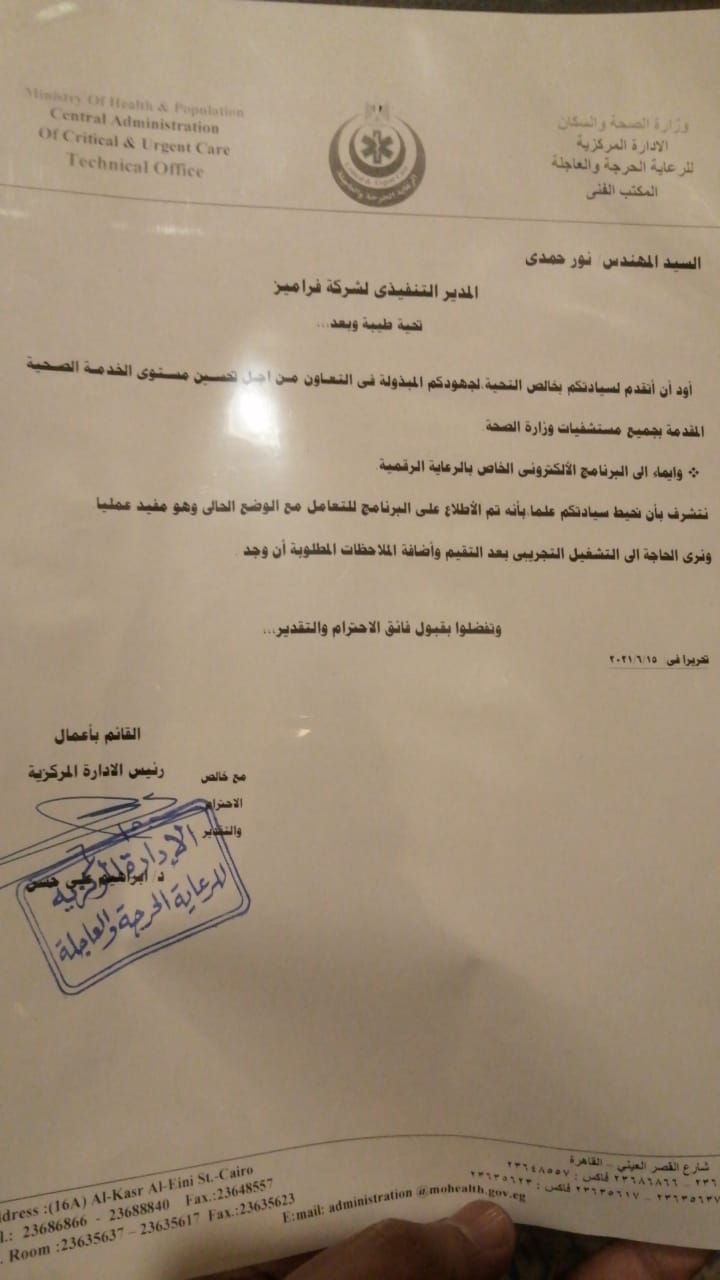 Ministry Of Health & Population
Central Administration
Of Critical & Urgent Care
Technical Office
وزارة الصحة والسكان
الادارة المركزية
للرعاية الحرجة والعاجلة
المكتب الفنى
Critical & Urgent Care
الرعاية الحرجة والعاجلة
السيد المهندس/ نور حمدى
المدير التنفيذى لشركة فراميز
تحية طيبة وبعد...
أود أن أتقدم لسيادتكم بخالص التحية لجهودكم المبذولة فى التعاون من اجل تحسين مستوى الخدمة الصحية
المقدمة بجميع مستشفيات وزارة الصحة
❖ وايماء الى البرنامج الألكترونى الخاص بالرعاية الرقمية
نتشرف بأن نحيط سيادتكم علما بأنه تم الأطلاع على البرنامج للتعامل مع الوضع الحالى وهو مفيد عمليا
ونرى الحاجة الى التشغيل التجريبى بعد التقيم وأضافة الملاحظات المطلوبة أن وجد .
وتفضلوا بقبول فائق الاحترام والتقدير...
تحريرا فى ٢٠٢١/٦/١٥
القائم بأعمال
رئيس الادارة المركزية
مع خالص
الاحترام
والتقدير
د/ ابراهيم على حسن
الإدارة المركزية
للرعاية الحرجة والعاجلة
شارع القصر العيني – القاهرة
٢٣٦٨٦٨٦٦ فاكس : ٢٣٦٤٨٥٥٧
– ٢٣٦٣٥٦١٧ فاكس : ٢٣٦٣٥٦٢٣
dress :(16A) Al-Kasr Al-Eini St.-Cairo
l.: 23686866 - 23688840 Fax.:23648557
. Room :23635637 – 23635617 Fax.:23635623
E:mail: administration @mohealth.gov.eg